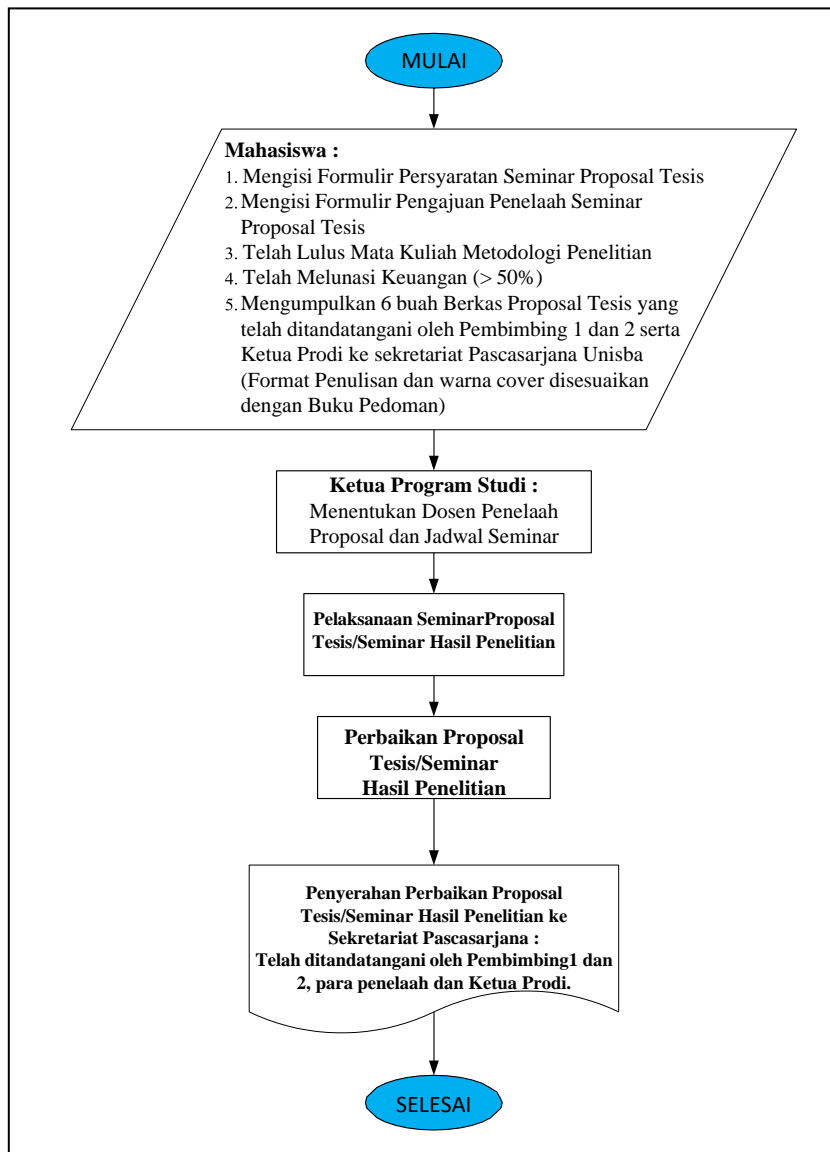 MULAI
Mahasiswa :
1. Mengisi Formulir Persyaratan Seminar Proposal Tesis
2. Mengisi Formulir Pengajuan Penelaah Seminar
Proposal Tesis
3. Telah Lulus Mata Kuliah Metodologi Penelitian
4. Telah Melunasi Keuangan (> 50%)
5. Mengumpulkan 6 buah Berkas Proposal Tesis yang
telah ditandatangani oleh Pembimbing 1 dan 2 serta
Ketua Prodi ke sekretariat Pascasarjana Unisba
(Format Penulisan dan warna cover disesuaikan
dengan Buku Pedoman)
Ketua Program Studi :
Menentukan Dosen Penelaah
Proposal dan Jadwal Seminar
Pelaksanaan SeminarProposal
Tesis/Seminar Hasil Penelitian
Perbaikan Proposal
Tesis/Seminar
Hasil Penelitian
Penyerahan Perbaikan Proposal
Tesis/Seminar Hasil Penelitian ke
Sekretariat Pascasarjana :
Telah ditandatangani oleh Pembimbing1 dan
2, para penelaah dan Ketua Prodi.
SELESAI